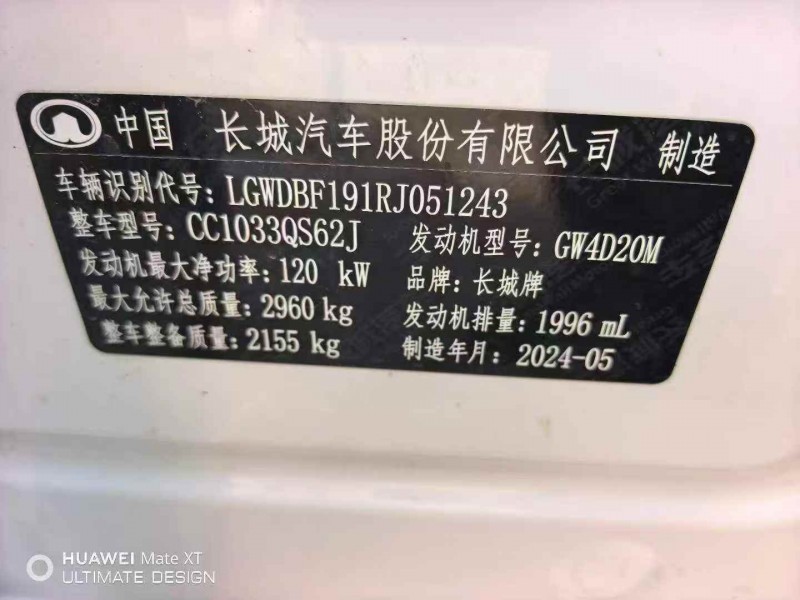 中国 长城汽车股份有限公司 制造
车辆识别代号：LGWDBF191RJ051243
整车型号：CC1033QS62J 发动机型号：GW4D20M
发动机最大净功率：120 kW 品牌：长城牌
最大允许总质量：2960 kg 发动机排量：1996 mL
整车整备质量：2155 kg 制造年月：2024-05
HUAWEI Mate XT
ULTIMATE DESIGN